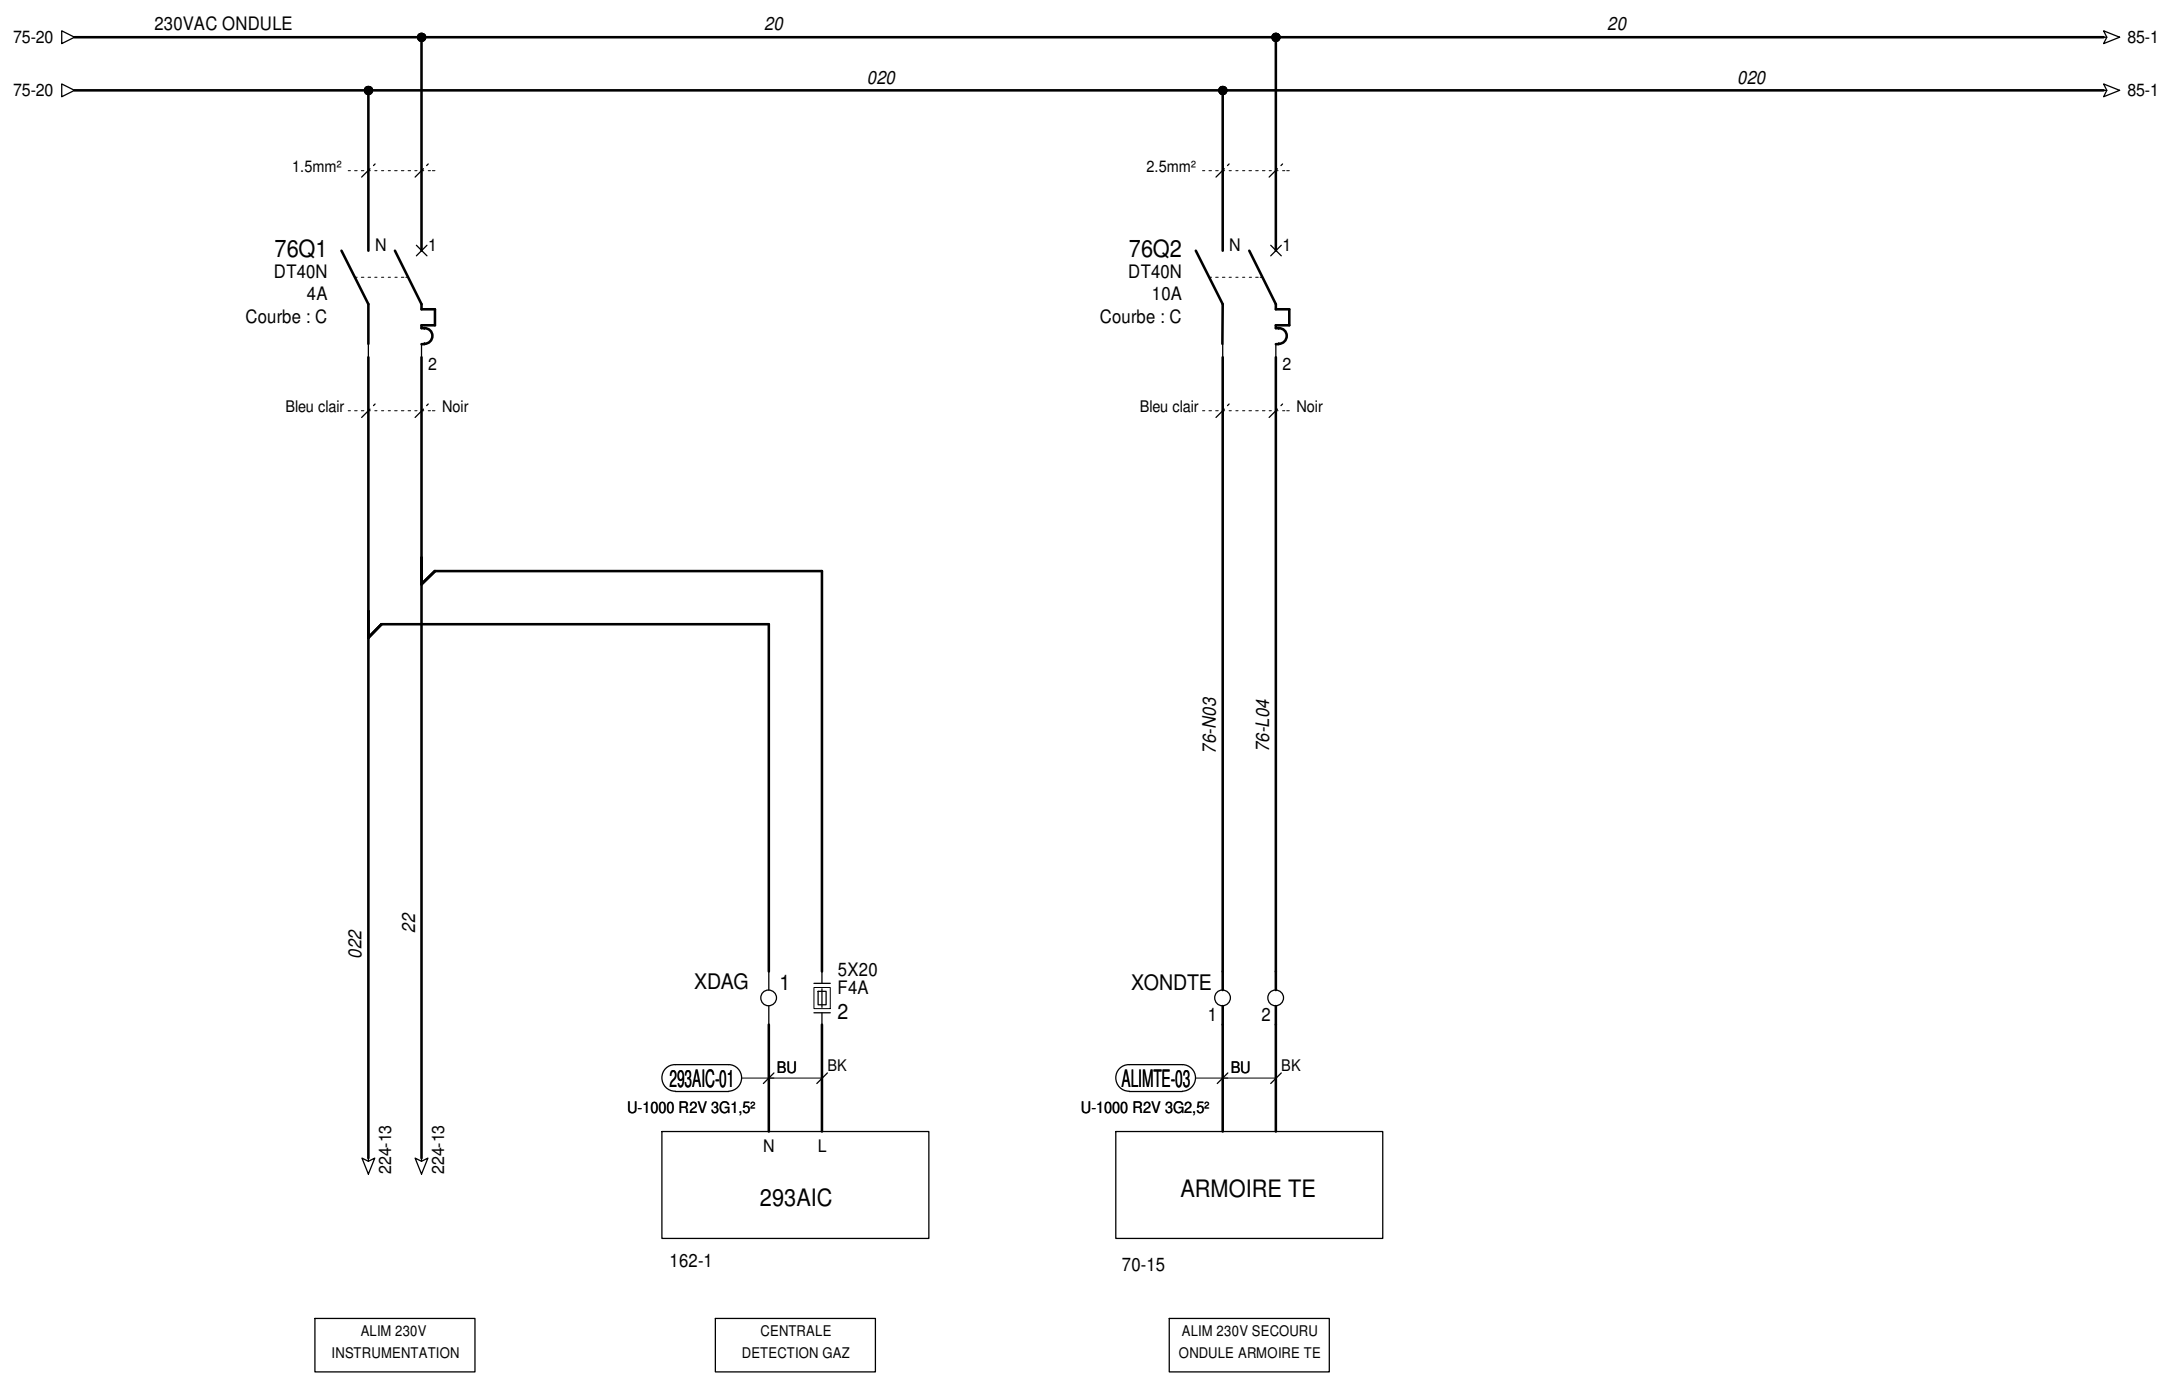 230VAC ONDULE
20
20
75-20
85-1
020
020
75-20
85-1
1.5mm²
2.5mm²
76Q1
N
1
DT40N
4A
Courbe : C
2
76Q2
N
1
DT40N
10A
Courbe : C
2
Bleu clair
Noir
Bleu clair
Noir
76-N03
76-L04
022
22
XDAG
1
5X20
F4A
2
XONDTE
1
2
293AIC-01
BU
BK
U-1000 R2V 3G1,5²
ALIMTE-03
BU
BK
U-1000 R2V 3G2,5²
224-13
224-13
N
L
293AIC
162-1
ARMOIRE TE
70-15
ALIM 230V
INSTRUMENTATION
CENTRALE
DETECTION GAZ
ALIM 230V SECOURU
ONDULE ARMOIRE TE